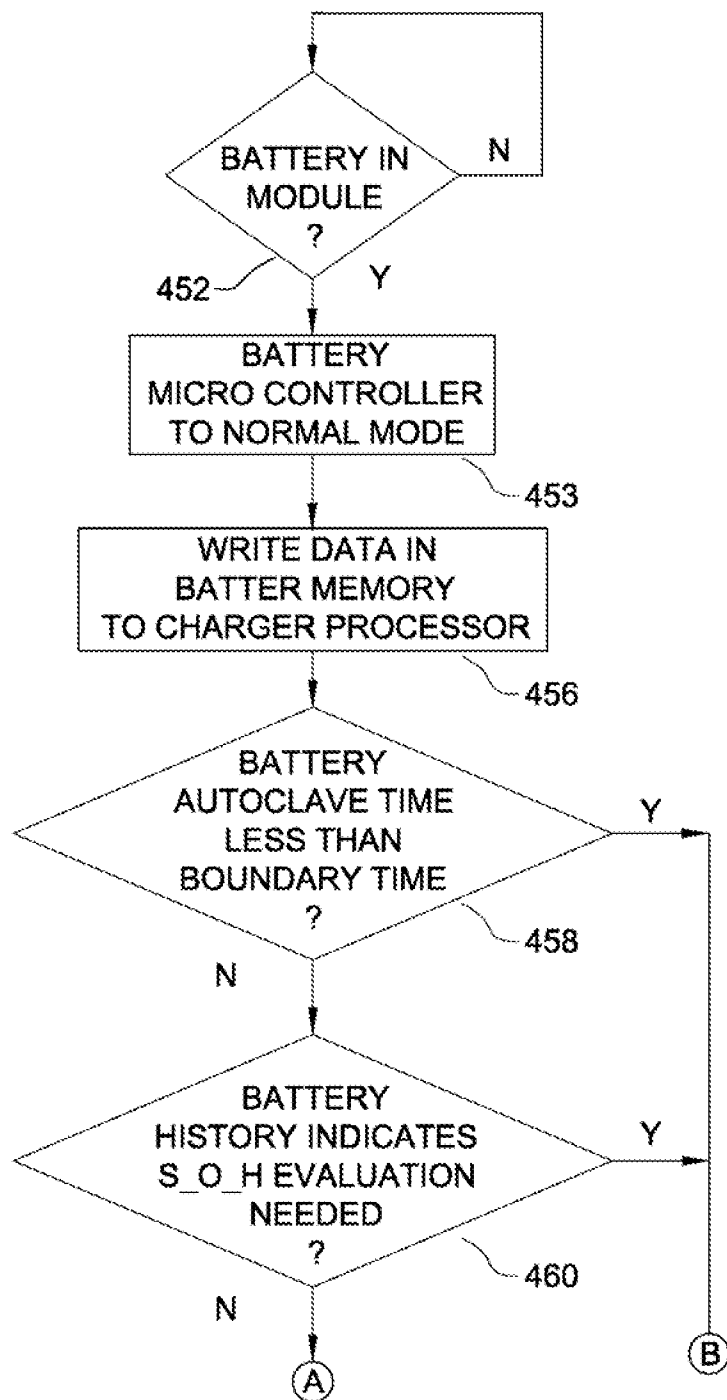 BATTERY IN
MODULE
?
N
452
Y
BATTERY
MICRO CONTROLLER
TO NORMAL MODE
453
WRITE DATA IN
BATTER MEMORY
TO CHARGER PROCESSOR
456
BATTERY
AUTOCLAVE TIME
LESS THAN
BOUNDARY TIME
?
Y
458
N
BATTERY
HISTORY INDICATES
S_O_H EVALUATION
NEEDED
?
Y
460
N
A
B